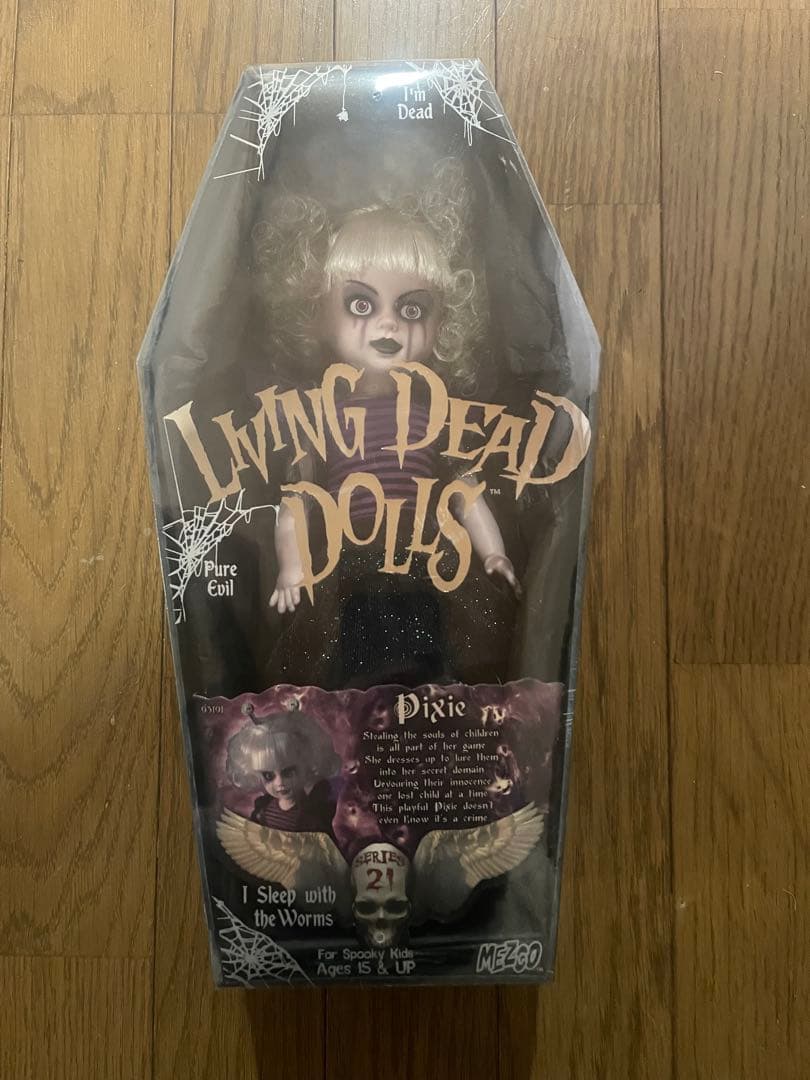 I'm
Dead
LIVING DEAD
DOLLS™
Pure
Evil
Pixie
Stealing the souls of children
is all part of her game
She dresses up to lure them
into her secret domain
Devouring their innocence
one lost child at a time
This playful Pixie doesn't
even know it's a crime
SERIES
21
I Sleep with
the Worms
For Spooky Kids
Ages 15 & UP
MEZCO